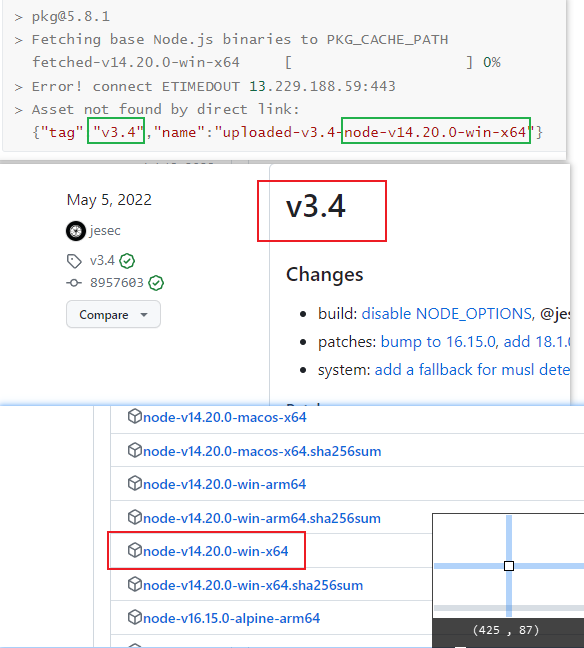 > pkg@5.8.1
> Fetching base Node.js binaries to PKG_CACHE_PATH
fetched-v14.20.0-win-x64 [ ] 0%
> Error! connect ETIMEDOUT 13.229.188.59:443
> Asset not found by direct link:
{"tag" "v3.4","name":"uploaded-v3.4-node-v14.20.0-win-x64"}
May 5, 2022
jesec
v3.4
8957603
Compare
v3.4
Changes
• build: disable NODE_OPTIONS, @jes
• patches: bump to 16.15.0, add 18.1.0
• system: add a fallback for musl dete
node-v14.20.0-macos-x64
node-v14.20.0-macos-x64.sha256sum
node-v14.20.0-win-arm64
node-v14.20.0-win-arm64.sha256sum
node-v14.20.0-win-x64
node-v14.20.0-win-x64.sha256sum
node-v16.15.0-alpine-arm64
(425 , 87)